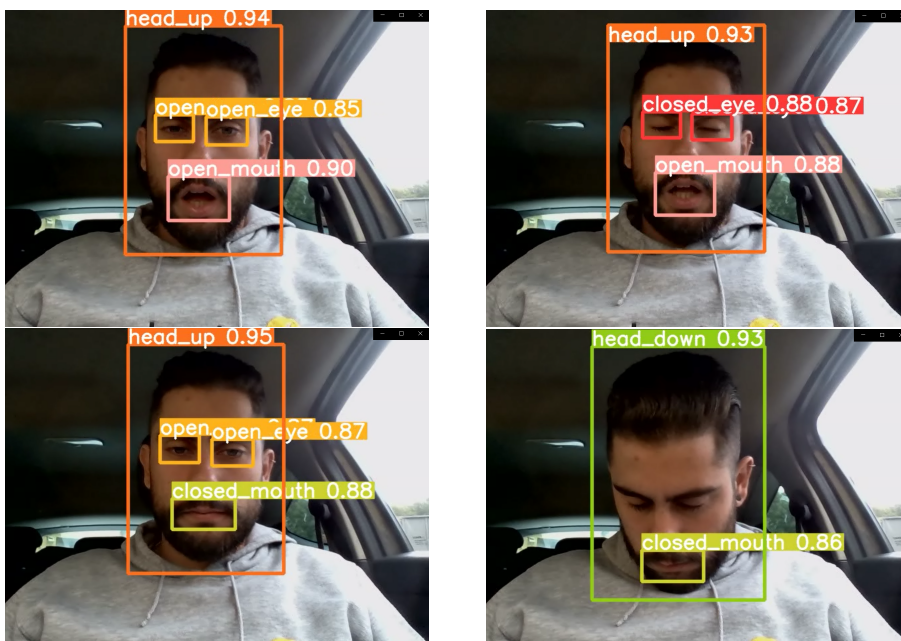 head_up 0.94
open open_eye 0.85
open_mouth 0.90
head_up 0.93
closed_eye 0.88 0.87
open_mouth 0.88
head_up 0.95
open open_eye 0.87
closed_mouth 0.88
head_down 0.93
closed_mouth 0.86